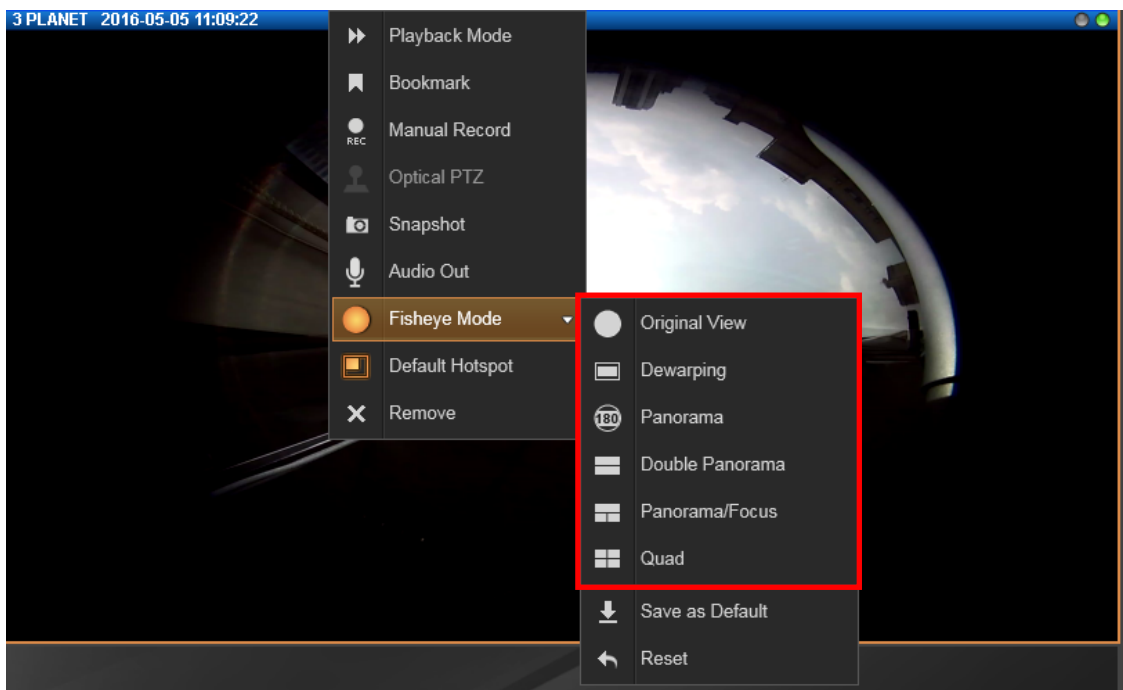 3 PLANET 2016-05-05 11:09:22
Playback Mode
Bookmark
REC
Manual Record
Optical PTZ
Snapshot
Audio Out
Fisheye Mode
Default Hotspot
Remove
Original View
Dewarping
180
Panorama
Double Panorama
Panorama/Focus
Quad
Save as Default
Reset